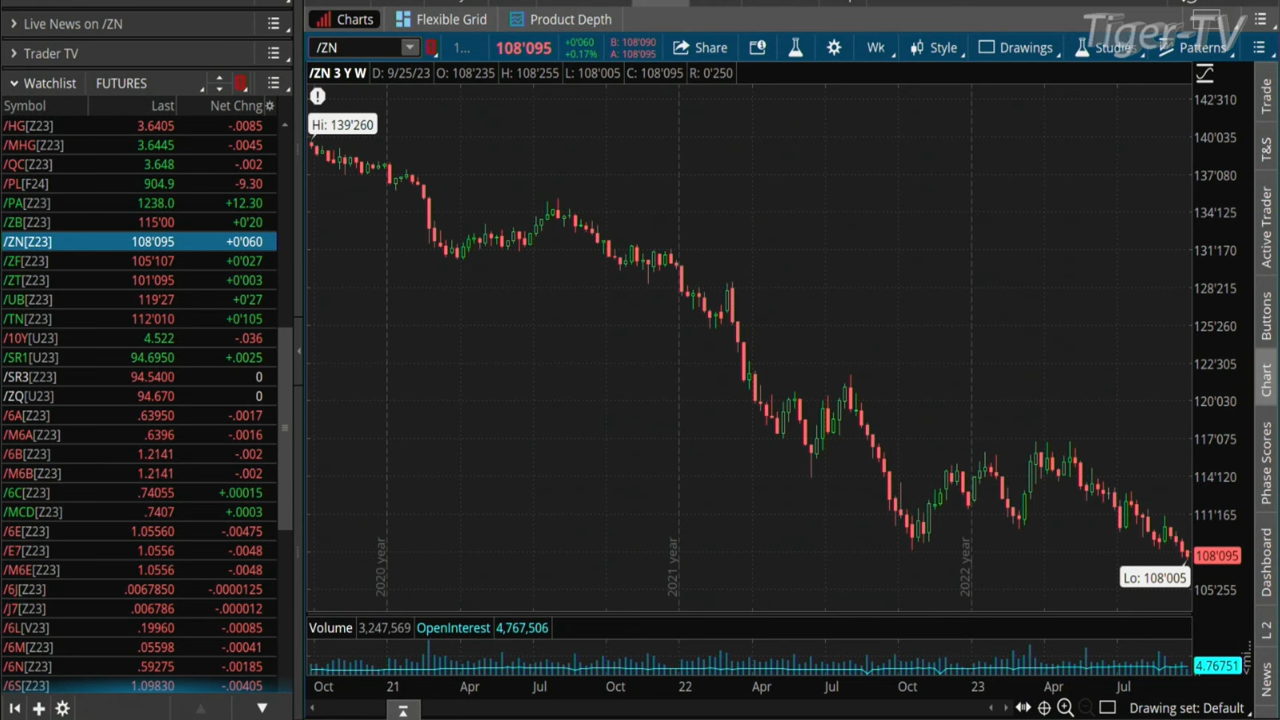 Live News on /ZN
Trader TV
Watchlist FUTURES
Symbol Last Net Chng
/HG[Z23] 3.6405 -.0085
/MHG[Z23] 3.6445 -.0045
/QC[Z23] 3.648 -.002
/PL[F24] 904.9 -9.30
/PA[Z23] 1238.0 +12.30
/ZB[Z23] 115'00 +0'20
/ZN[Z23] 108'095 +0'060
/ZF[Z23] 105'107 +0'027
/ZT[Z23] 101'095 +0'003
/UB[Z23] 119'27 +0'27
/TN[Z23] 112'010 +0'105
/10Y[U23] 4.522 -.036
/SR1[U23] 94.6950 +.0025
/SR3[Z23] 94.5400 0
/ZQ[U23] 94.670 0
/6A[Z23] .63950 -.0017
/M6A[Z23] .6396 -.0016
/6B[Z23] 1.2141 -.002
/M6B[Z23] 1.2141 -.002
/6C[Z23] .74055 +.00015
/MCD[Z23] .7407 +.0003
/6E[Z23] 1.05560 -.00475
/E7[Z23] 1.0556 -.0048
/M6E[Z23] 1.0556 -.0048
/6J[Z23] .0067850 -.0000125
/J7[Z23] .006786 -.000012
/6L[V23] .19960 -.00085
/6M[Z23] .05598 -.00041
/6N[Z23] .59275 -.00185
/6S[Z23] 1.09830 -.00405
Charts Flexible Grid Product Depth
Tiger-TV
/ZN 1... 108'095 +0'060 +0.17% B: 108'090 A: 108'095 Share Wk Style Drawings Studies Patterns
/ZN 3 Y W D: 9/25/23 O: 108'235 H: 108'255 L: 108'005 C: 108'095 R: 0'250
Hi: 139'260
142'310
140'035
137'080
134'125
131'170
128'215
125'260
122'305
120'030
117'075
114'120
111'165
108'095
Lo: 108'005
105'255
2020 year
2021 year
2022 year
Volume 3,247,569 OpenInterest 4,767,506
4.76751
<mi...
Oct 21 Apr Jul Oct 22 Apr Jul Oct 23 Apr Jul
Drawing set: Default
Trade
T&S
Active Trader
Buttons
Chart
Phase Scores
Dashboard
L 2
News